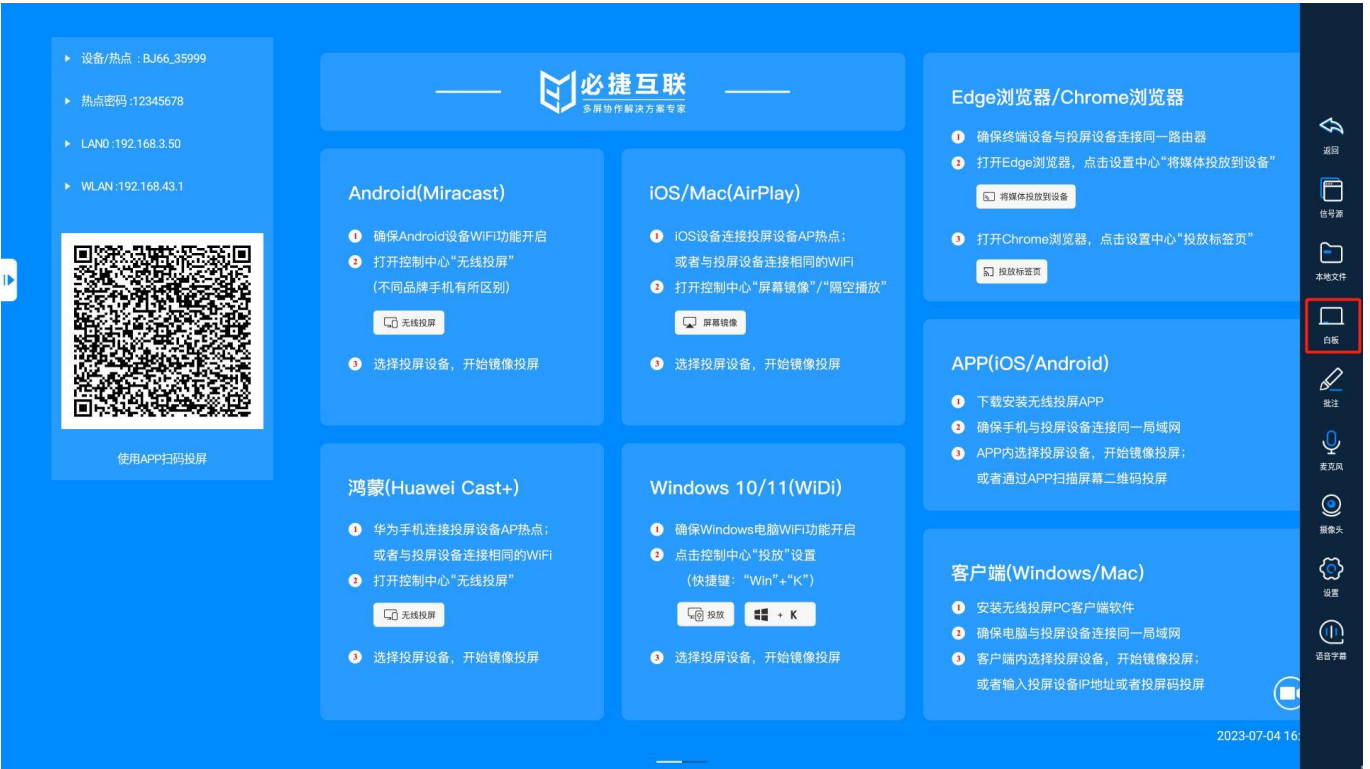 设备/热点 : BJ66_35999
热点密码 :12345678
LAN0 :192.168.3.50
WLAN :192.168.43.1
使用APP扫码投屏
必捷互联
多屏协作解决方案专家
Android(Miracast)
1 确保Android设备WiFi功能开启
2 打开控制中心“无线投屏”
(不同品牌手机有所区别)
无线投屏
3 选择投屏设备，开始镜像投屏
iOS/Mac(AirPlay)
1 iOS设备连接投屏设备AP热点；
或者与投屏设备连接相同的WiFi
2 打开控制中心“屏幕镜像”/“隔空播放”
屏幕镜像
3 选择投屏设备，开始镜像投屏
鸿蒙(Huawei Cast+)
1 华为手机连接投屏设备AP热点；
或者与投屏设备连接相同的WiFi
2 打开控制中心“无线投屏”
无线投屏
3 选择投屏设备，开始镜像投屏
Windows 10/11(WiDi)
1 确保Windows电脑WiFi功能开启
2 点击控制中心“投放”设置
（快捷键：“Win”+“K”）
投放
+ K
3 选择投屏设备，开始镜像投屏
Edge浏览器/Chrome浏览器
1 确保终端设备与投屏设备连接同一路由器
2 打开Edge浏览器，点击设置中心“将媒体投放到设备”
将媒体投放到设备
3 打开Chrome浏览器，点击设置中心“投放标签页”
投放标签页
APP(iOS/Android)
1 下载安装无线投屏APP
2 确保手机与投屏设备连接同一局域网
3 APP内选择投屏设备，开始镜像投屏；
或者通过APP扫描屏幕二维码投屏
客户端(Windows/Mac)
1 安装无线投屏PC客户端软件
2 确保电脑与投屏设备连接同一局域网
3 客户端内选择投屏设备，开始镜像投屏；
或者输入投屏设备IP地址或者投屏码投屏
2023-07-04 16:
返回
信号源
本地文件
白板
批注
麦克风
摄像头
设置
语音字幕